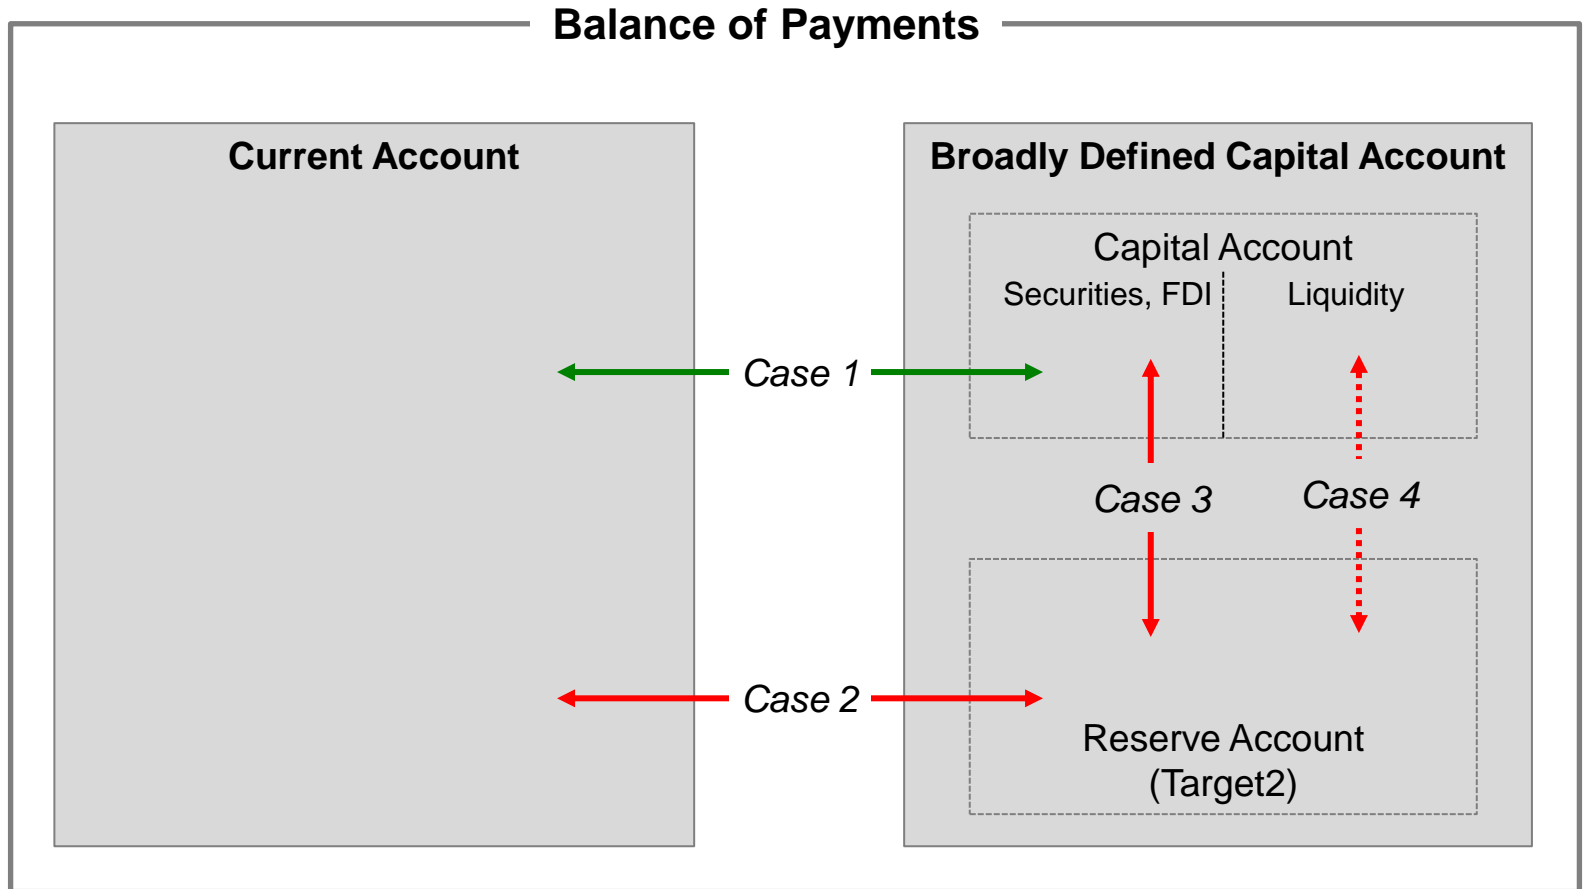 Balance of Payments
Current Account
Broadly Defined Capital Account
Capital Account
Securities, FDI
Liquidity
Case 1
Case 3
Case 4
Case 2
Reserve Account
(Target2)